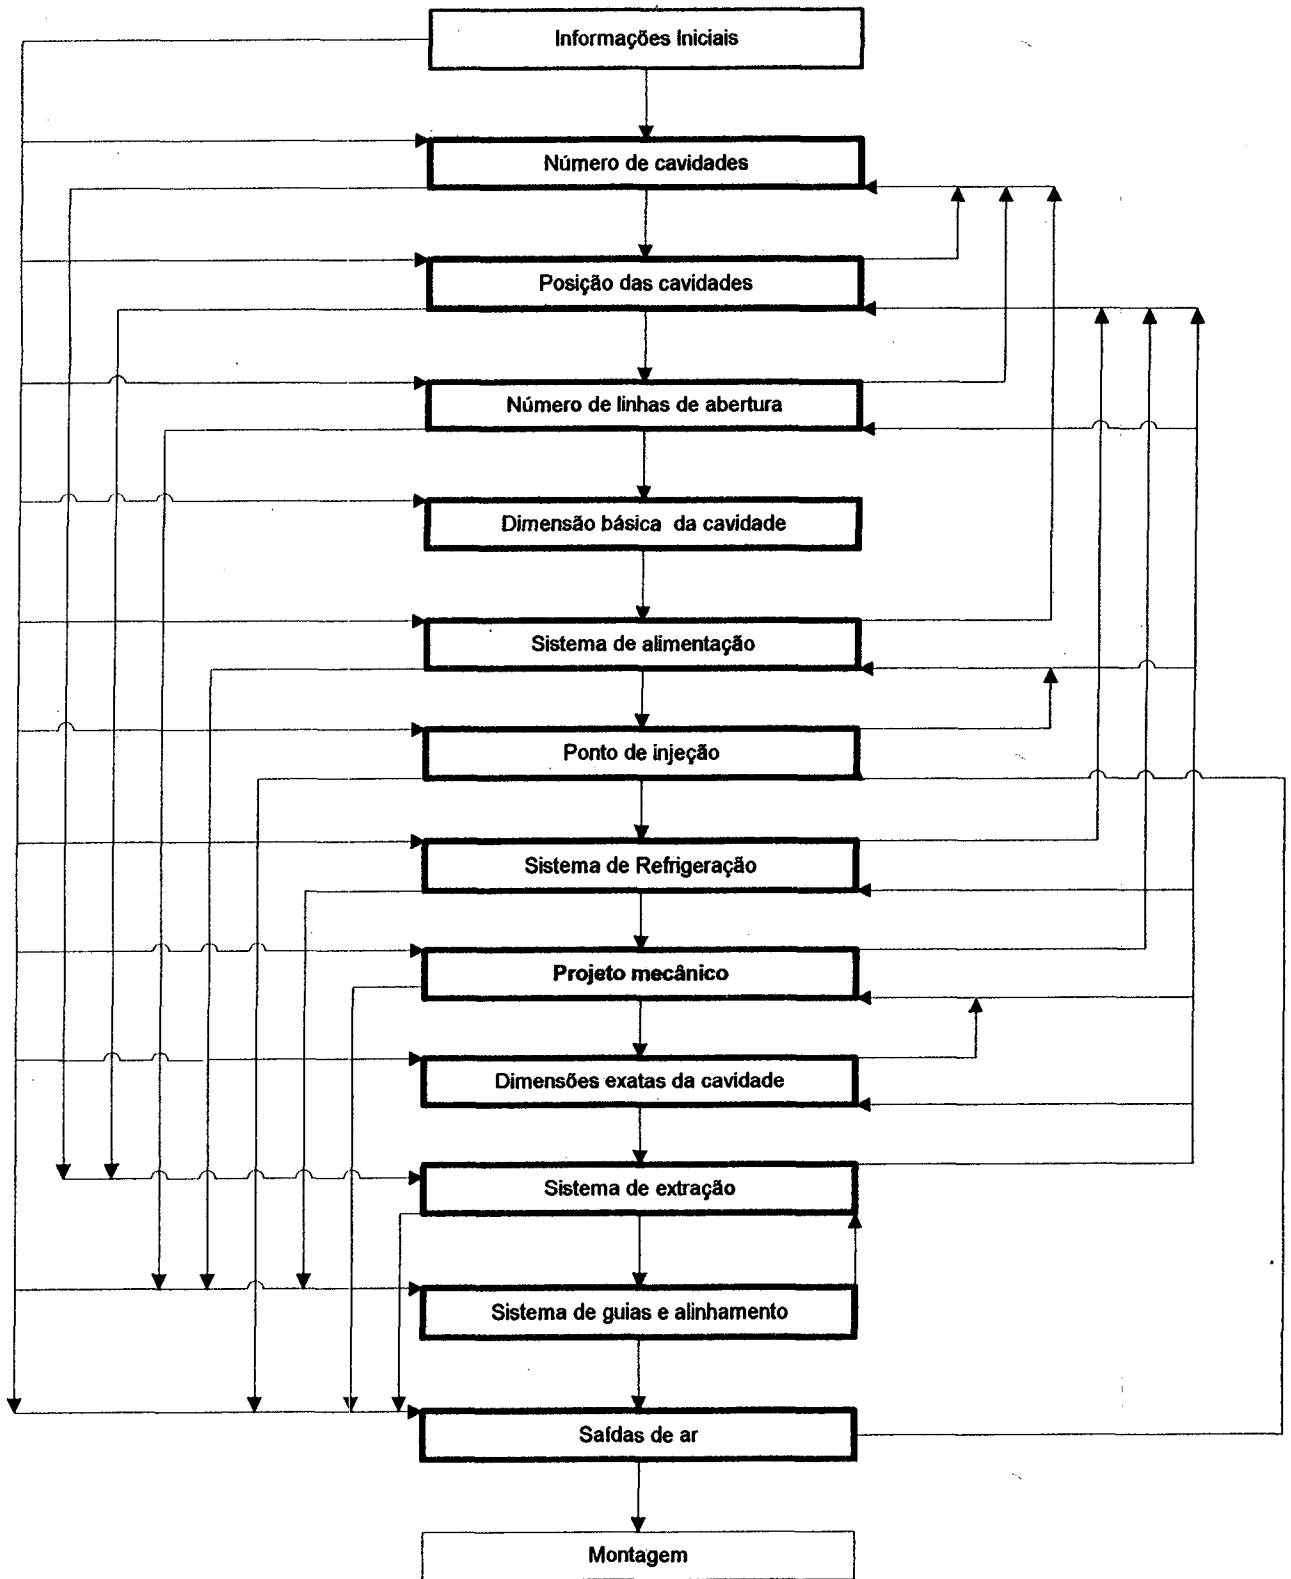 Informações Iniciais
Número de cavidades
Posição das cavidades
Número de linhas de abertura
Dimensão básica da cavidade
Sistema de alimentação
Ponto de injeção
Sistema de Refrigeração
Projeto mecânico
Dimensões exatas da cavidade
Sistema de extração
Sistema de guias e alinhamento
Saídas de ar
Montagem